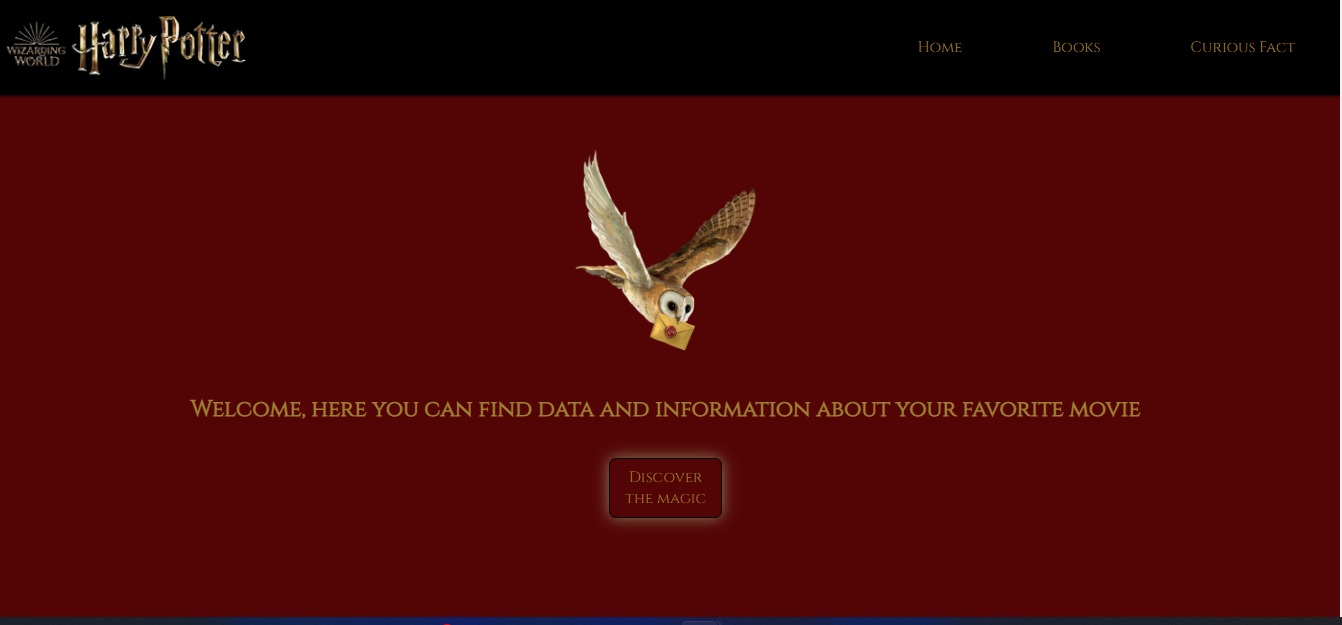 WIZARDING
WORLD
Harry Potter
Home
Books
Curious Fact
Welcome, here you can find data and information about your favorite movie
Discover
the magic